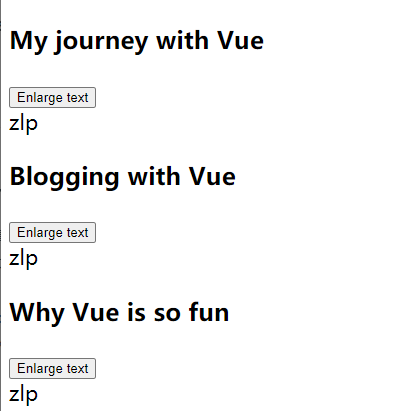 My journey with Vue
Enlarge text
zlp
Blogging with Vue
Enlarge text
zlp
Why Vue is so fun
Enlarge text
zlp